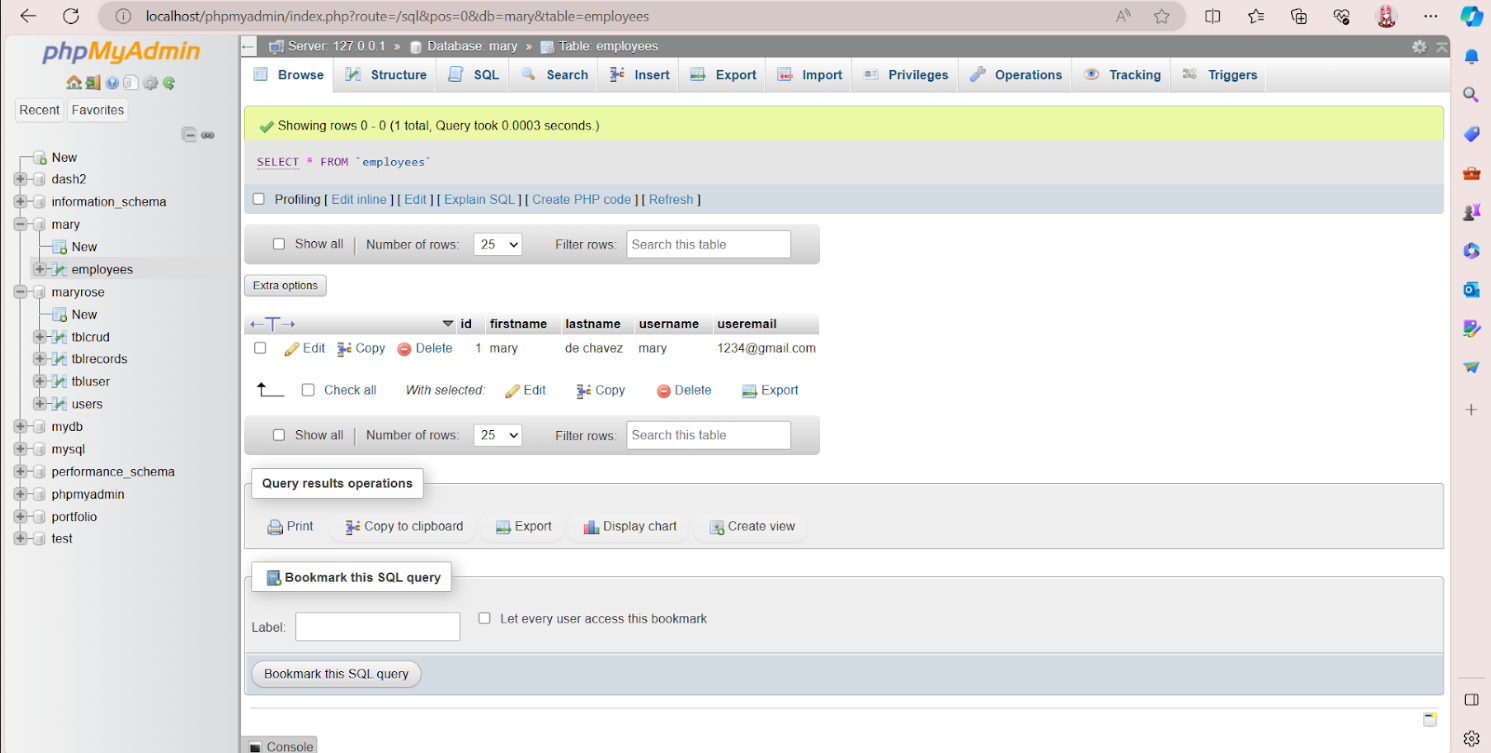 localhost/phpmyadmin/index.php?route=/sql&pos=0&db=mary&table=employees
phpMyAdmin
Recent Favorites
New
dash2
information_schema
mary
New
employees
maryrose
New
tblcrud
tblrecords
tbluser
users
mydb
mysql
performance_schema
phpmyadmin
portfolio
test
Server: 127.0.0.1 » Database: mary » Table: employees
Browse Structure SQL Search Insert Export Import Privileges Operations Tracking Triggers
Showing rows 0 - 0 (1 total, Query took 0.0003 seconds.)
SELECT * FROM `employees`
Profiling [ Edit inline ] [ Edit ] [ Explain SQL ] [ Create PHP code ] [ Refresh ]
Show all Number of rows: 25 Filter rows: Search this table
Extra options
id firstname lastname username useremail
Edit Copy Delete 1 mary de chavez mary 1234@gmail.com
Check all With selected: Edit Copy Delete Export
Show all Number of rows: 25 Filter rows: Search this table
Query results operations
Print Copy to clipboard Export Display chart Create view
Bookmark this SQL query
Label: Let every user access this bookmark
Bookmark this SQL query
Console